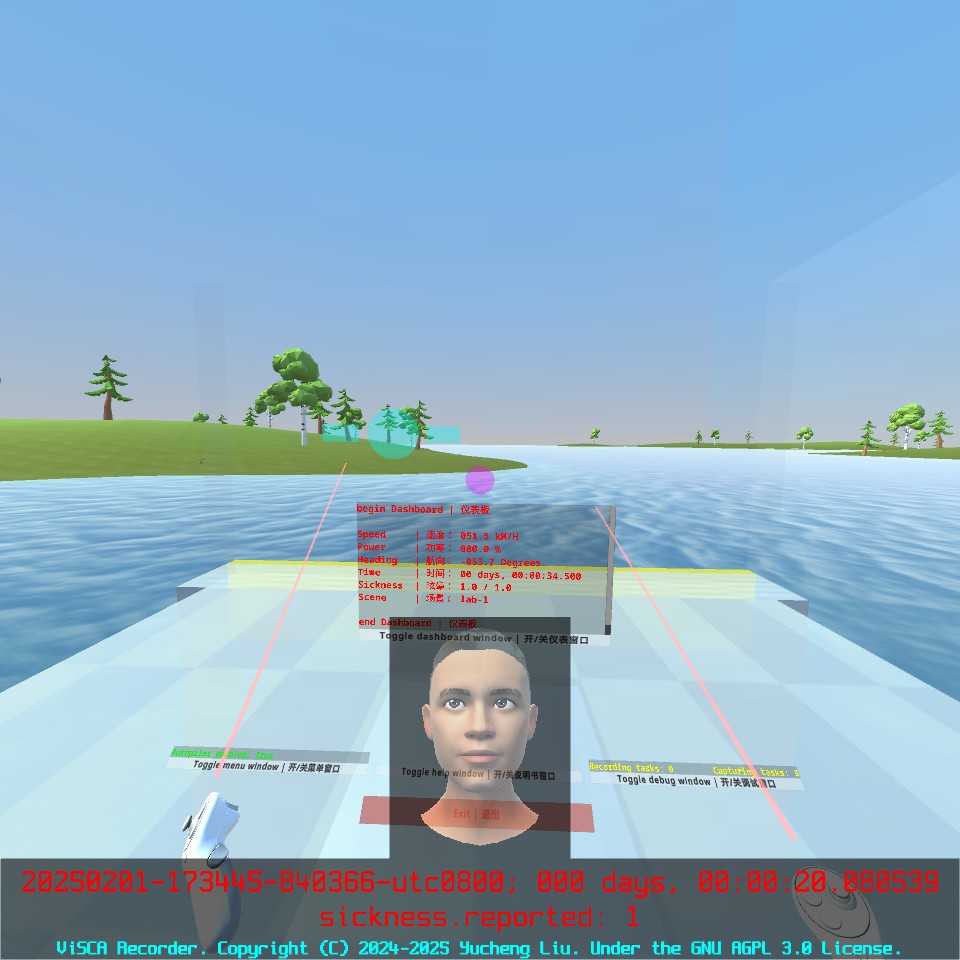 begin Dashboard | 仪表板
Speed | 速度: 051.5 kM/H
Power | 功率: 000.0 %
Heading | 航向: -053.7 Degrees
Time | 时间: 00 days, 00:00:34.500
Sickness | 眩晕: 1.0 / 1.0
Scene | 场景: lab-1
end Dashboard | 仪表板
Toggle dashboard window | 开/关仪表窗口
Toggle menu window | 开/关菜单窗口
Toggle help window | 开/关说明书窗口
Recording tasks: 0 Capturing tasks: 3
Toggle debug window | 开/关调试窗口
Exit | 退出
20250201-173445-840366-utc0800; 000 days, 00:00:20.080539
sickness.reported: 1
ViSCA Recorder. Copyright (C) 2024-2025 Yucheng Liu. Under the GNU AGPL 3.0 License.